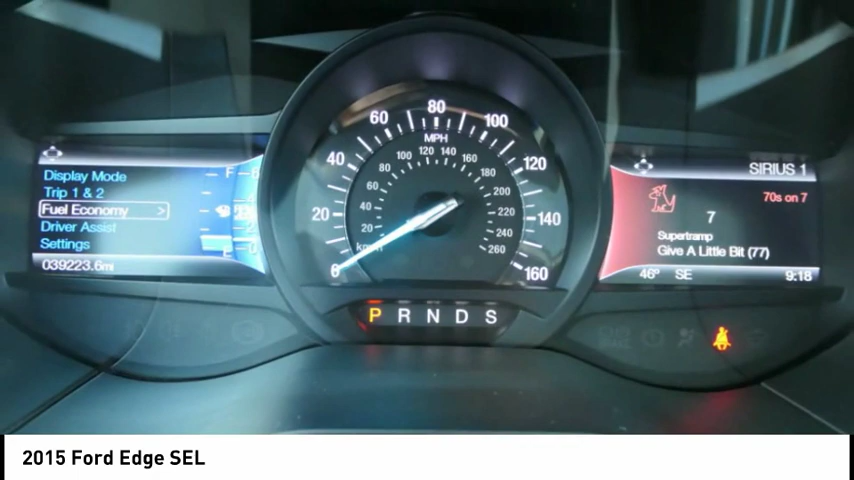 Display Mode
Trip 1 & 2
Fuel Economy >
Driver Assist
Settings
039223.6mi
F
E
0
20
40
60
80
100
120
140
160
MPH
km/h
20
40
60
80
100
120
140
160
180
200
220
240
260
P R N D S
SIRIUS 1
70s on 7
7
Supertramp
Give A Little Bit (77)
46° SE
9:18
2015 Ford Edge SEL